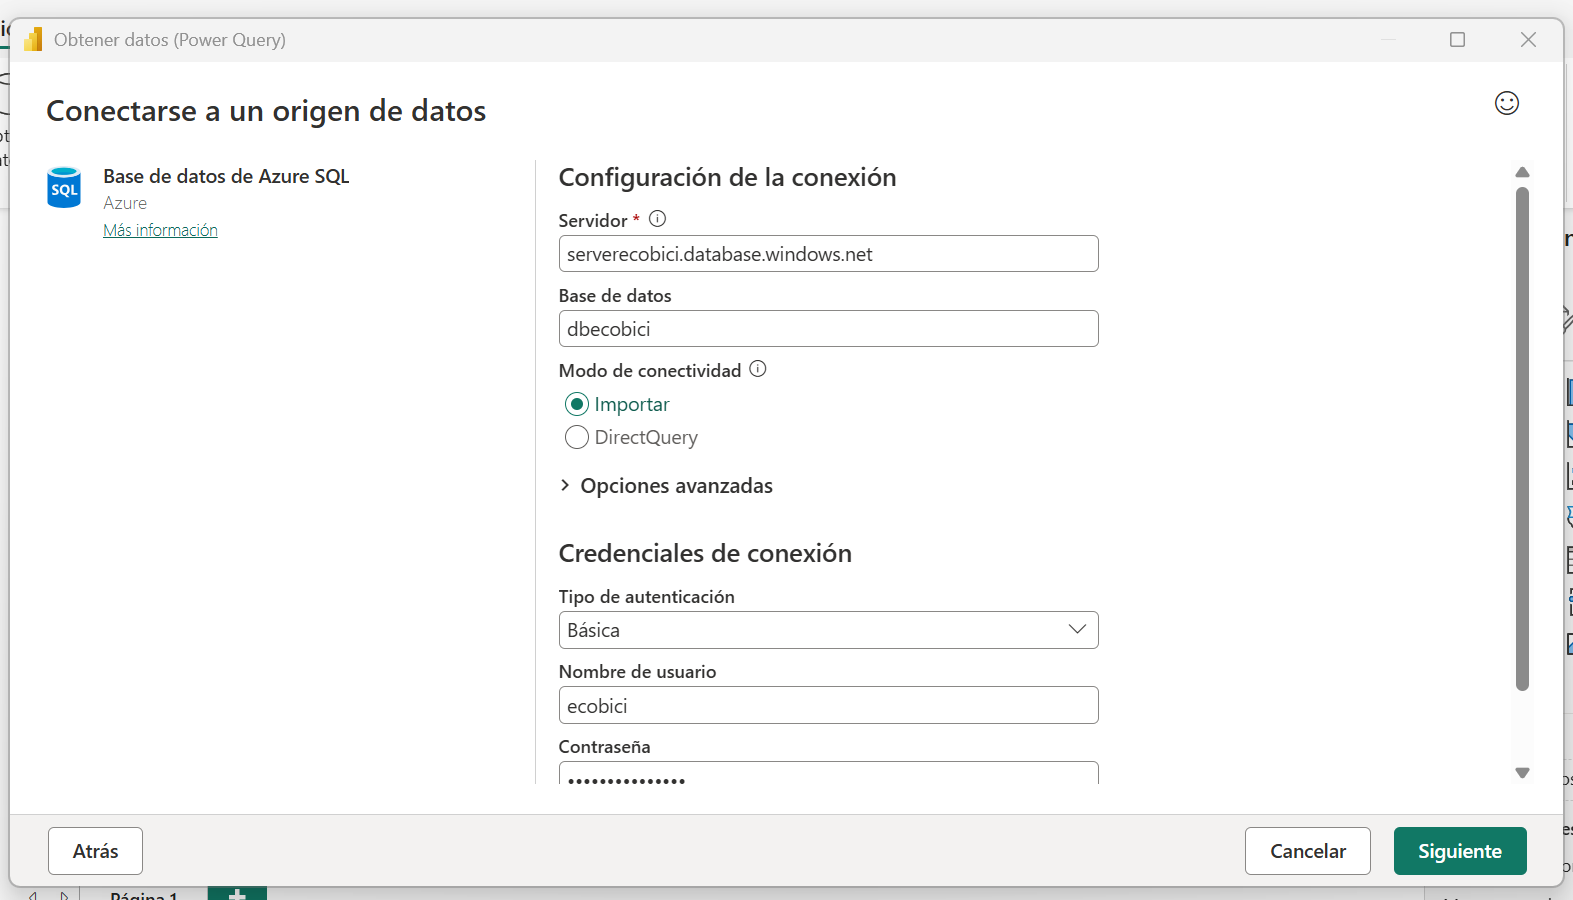 Obtener datos (Power Query)
Conectarse a un origen de datos
SQL
Base de datos de Azure SQL
Azure
Más información
Configuración de la conexión
Servidor *
serverecobici.database.windows.net
Base de datos
dbecobici
Modo de conectividad
Importar
DirectQuery
Opciones avanzadas
Credenciales de conexión
Tipo de autenticación
Básica
Nombre de usuario
ecobici
Contraseña
•••••••••••••••
Atrás
Cancelar
Siguiente
Página 1